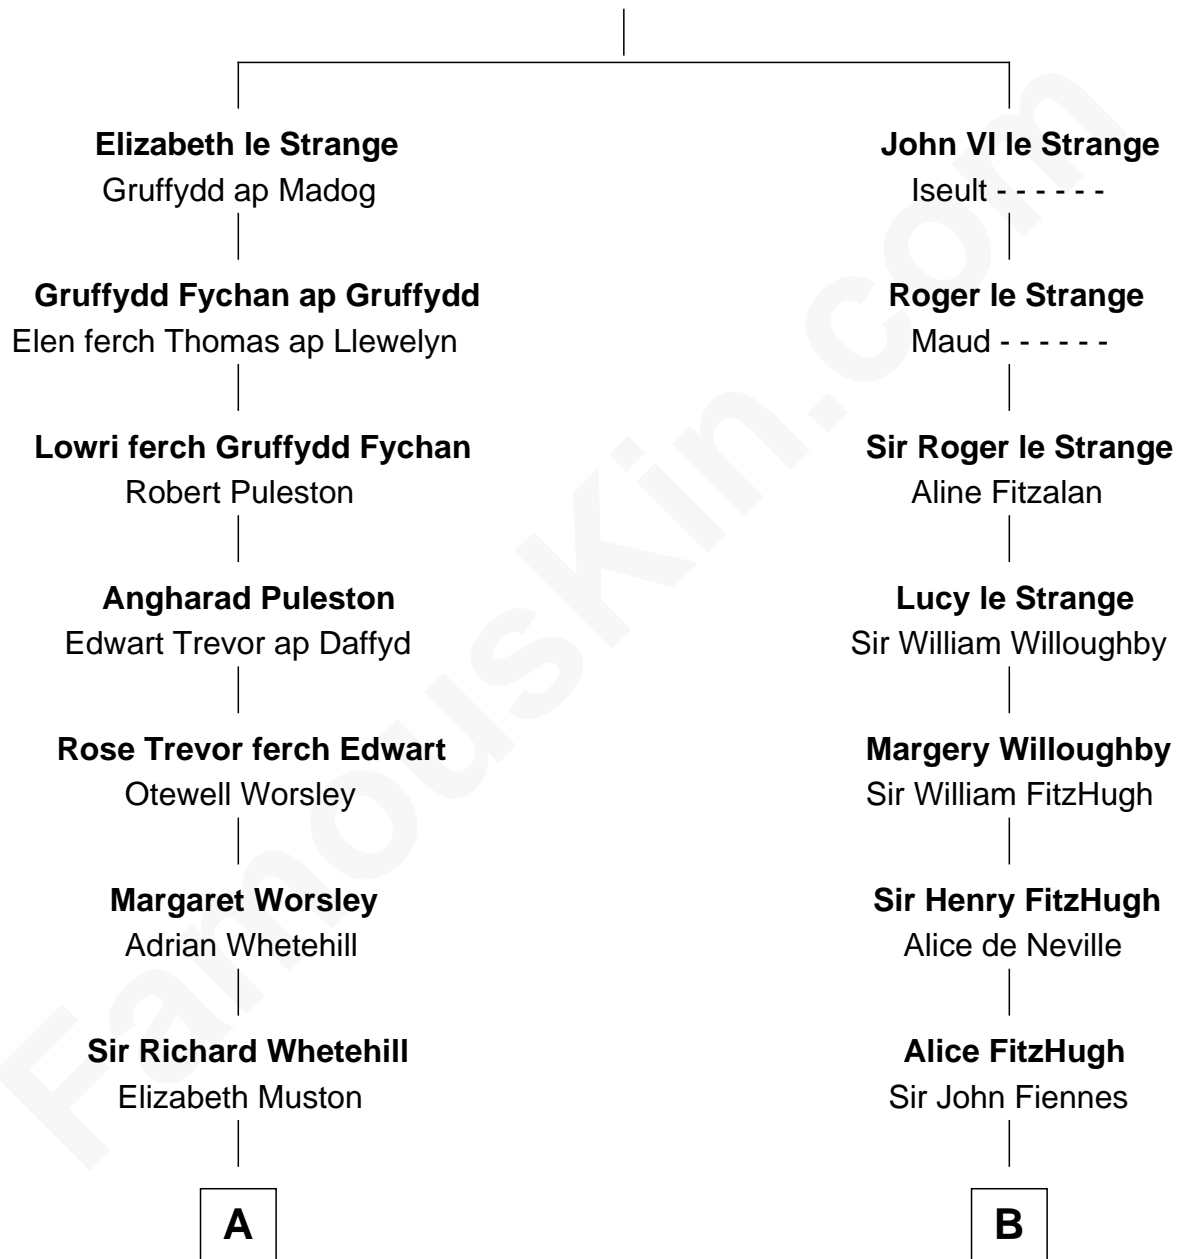 Elizabeth le Strange
Gruffydd ap Madog
Gruffydd Fychan ap Gruffydd
Elen ferch Thomas ap Llewelyn
Lowri ferch Gruffydd Fychan
Robert Puleston
Angharad Puleston
Edwart Trevor ap Daffyd
Rose Trevor ferch Edwart
Otewell Worsley
Margaret Worsley
Adrian Whetehill
Sir Richard Whetehill
Elizabeth Muston
A
John VI le Strange
Iseult - - - - - -
Roger le Strange
Maud - - - - - -
Sir Roger le Strange
Aline Fitzalan
Lucy le Strange
Sir William Willoughby
Margery Willoughby
Sir William FitzHugh
Sir Henry FitzHugh
Alice de Neville
Alice FitzHugh
Sir John Fiennes
B
FamousKin.com